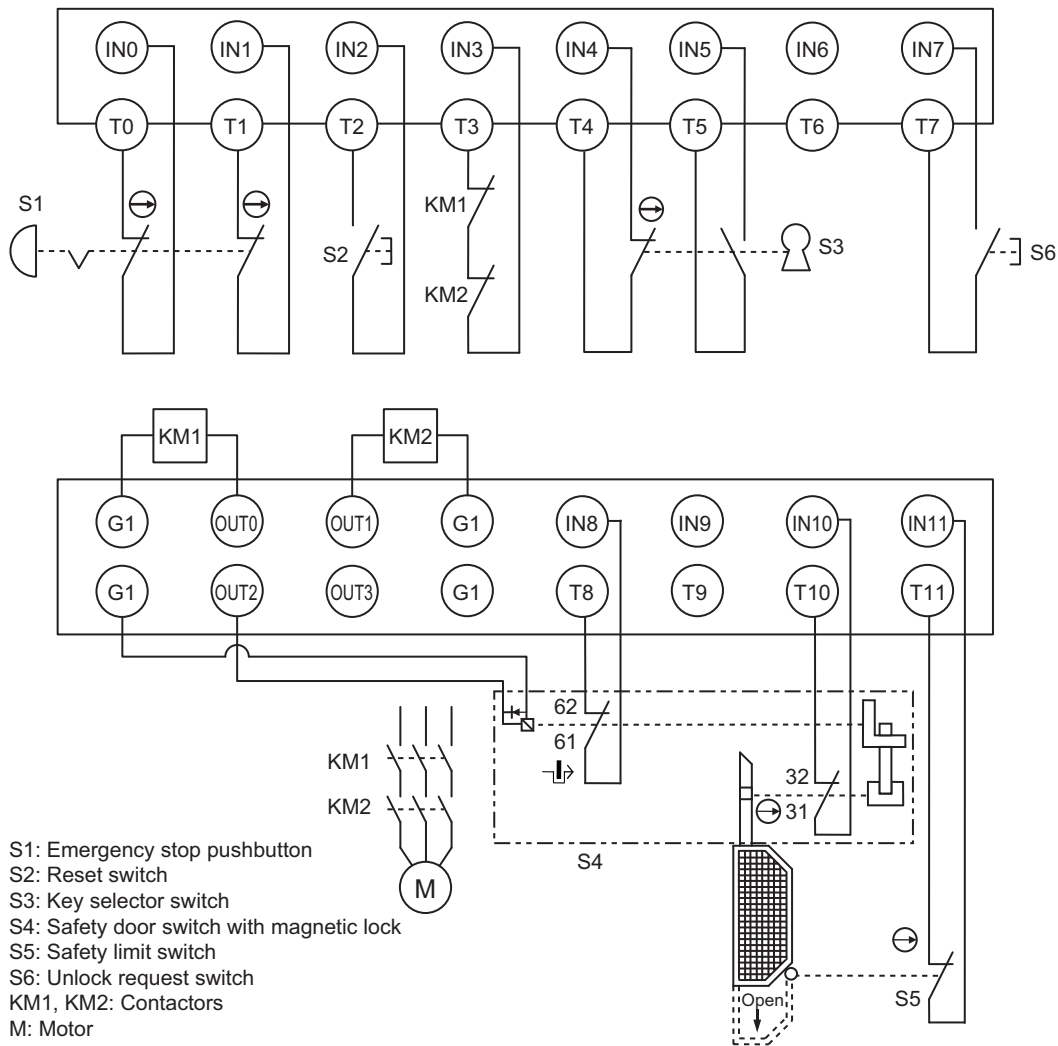 IN0 IN1 IN2 IN3 IN4 IN5 IN6 IN7
T0 T1 T2 T3 T4 T5 T6 T7
S1
KM1
S2
S3
S6
KM2
KM1 KM2
G1 OUT0 OUT1 G1 IN8 IN9 IN10 IN11
G1 OUT2 OUT3 G1 T8 T9 T10 T11
62
61
KM1
32
KM2
31
S4
M
S1: Emergency stop pushbutton
S2: Reset switch
S3: Key selector switch
S4: Safety door switch with magnetic lock
S5: Safety limit switch
S6: Unlock request switch
KM1, KM2: Contactors
M: Motor
Open
S5